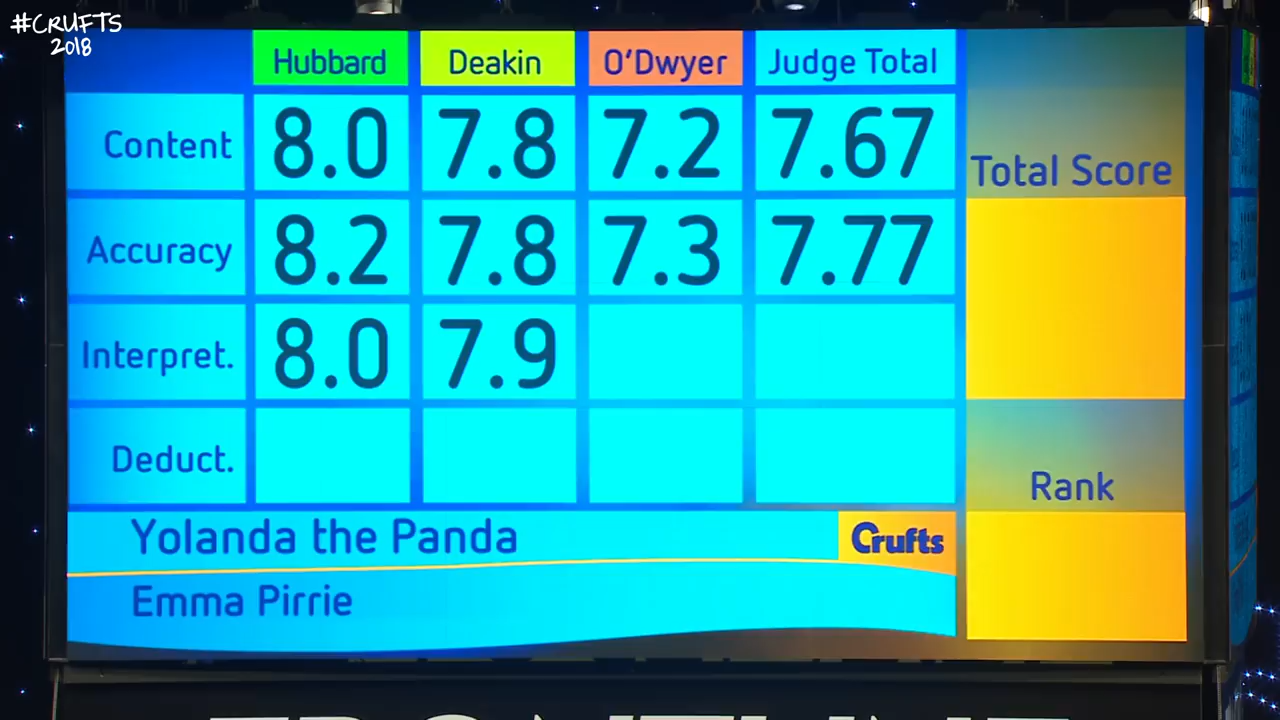 #CRUFTS
2018
Hubbard Deakin O'Dwyer Judge Total
Content 8.0 7.8 7.2 7.67
Total Score
Accuracy 8.2 7.8 7.3 7.77
Interpret. 8.0 7.9
Deduct.
Rank
Yolanda the Panda Crufts
Emma Pirrie